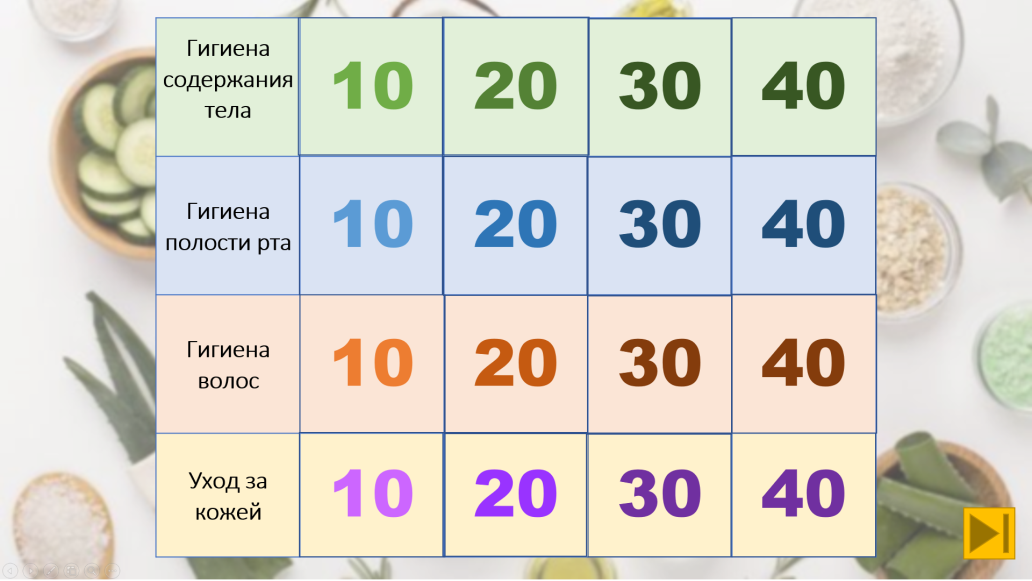 Гигиена
содержания
тела
10 20 30 40
Гигиена
полости рта
10 20 30 40
Гигиена
волос
10 20 30 40
Уход за
кожей
10 20 30 40